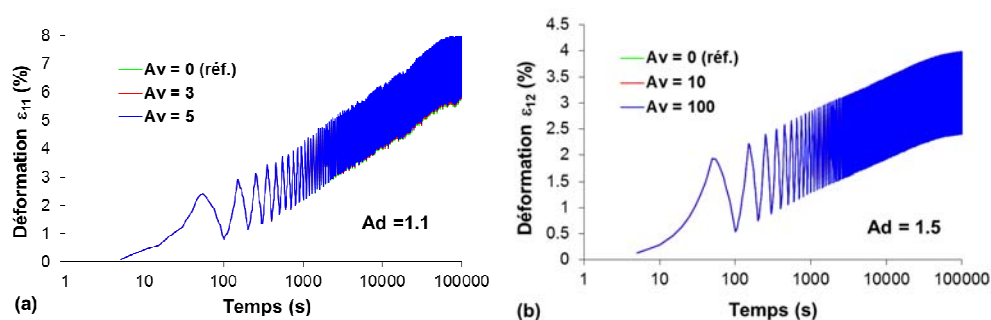 8
7
6
5
4
3
2
1
0
Déformation ε11 (%)
Av = 0 (réf.)
Av = 3
Av = 5
Ad =1.1
1 10 100 1000 10000 100000
Temps (s)
(a)
4.5
4
3.5
3
2.5
2
1.5
1
0.5
0
Déformation ε12 (%)
Av = 0 (réf.)
Av = 10
Av = 100
Ad = 1.5
1 10 100 1000 10000 100000
Temps (s)
(b)